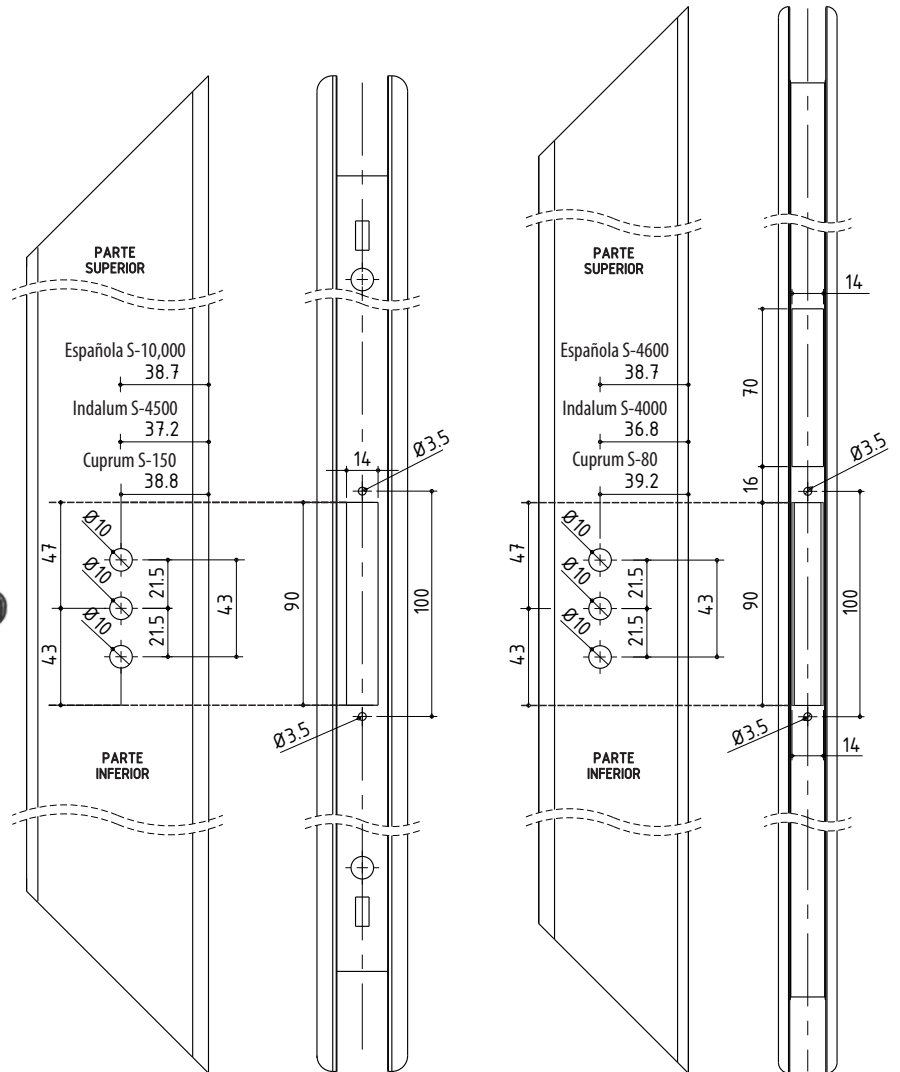 PARTE
SUPERIOR
Española S-10,000
38.7
Indalum S-4500
37.2
Cuprum S-150
38.8
14
Ø3.5
47
43
Ø10
Ø10
Ø10
21.5
21.5
43
90
100
Ø3.5
PARTE
INFERIOR
PARTE
SUPERIOR
14
Española S-4600
38.7
Indalum S-4000
36.8
Cuprum S-80
39.2
70
16
Ø3.5
47
43
Ø10
Ø10
Ø10
21.5
21.5
43
90
100
Ø3.5
14
PARTE
INFERIOR